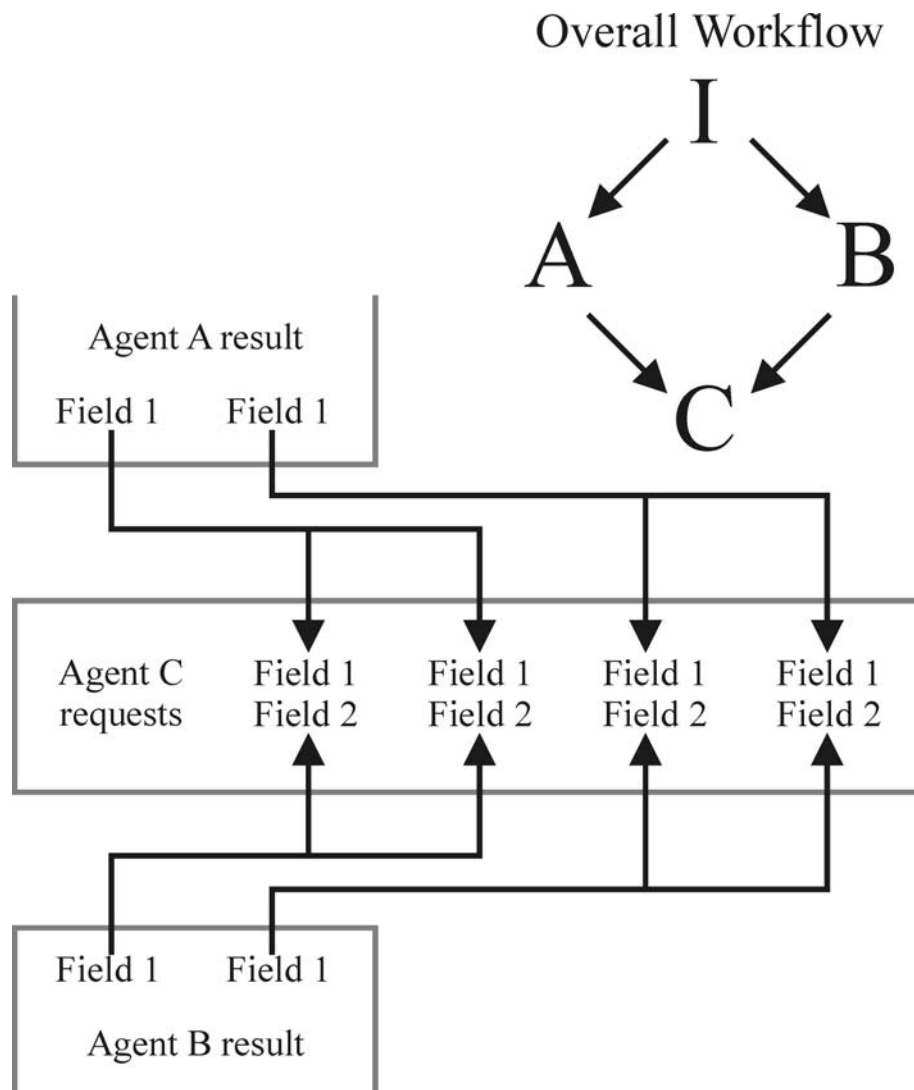 Overall Workflow
I
A B
C
Agent A result
Field 1 Field 1
Agent C
requests
Field 1 Field 1 Field 1 Field 1
Field 2 Field 2 Field 2 Field 2
Field 1 Field 1
Agent B result